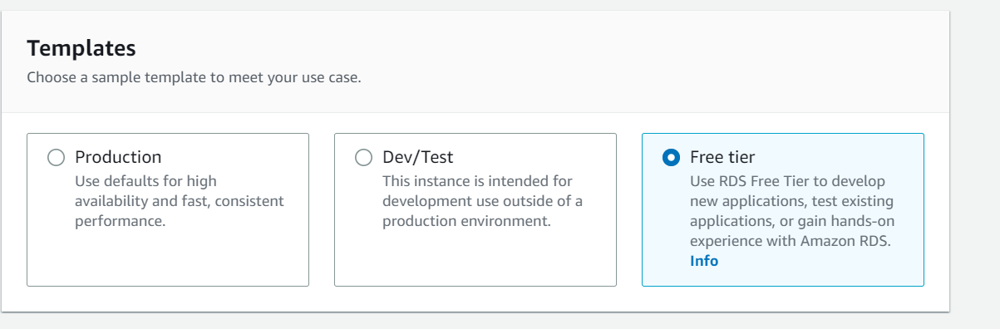 Templates
Choose a sample template to meet your use case.
Production
Use defaults for high
availability and fast, consistent
performance.
Dev/Test
This instance is intended for
development use outside of a
production environment.
Free tier
Use RDS Free Tier to develop
new applications, test existing
applications, or gain hands-on
experience with Amazon RDS.
Info